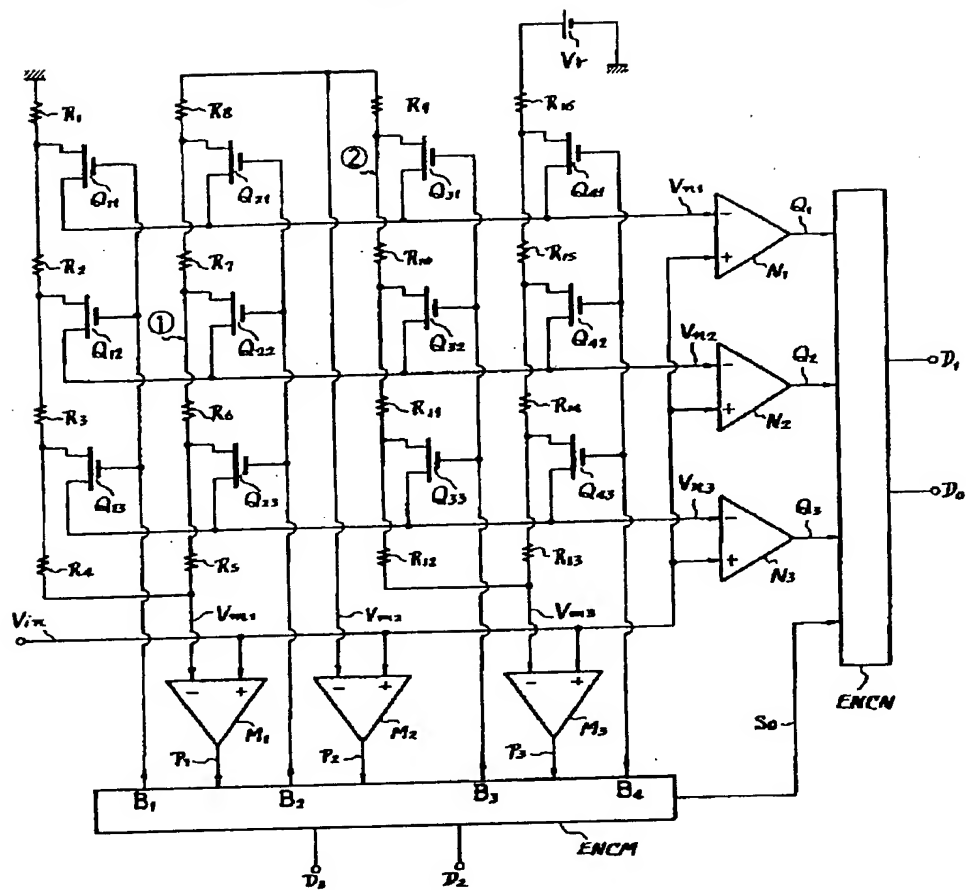 Vr
R1
R8
R9
R16
②
Q11
Q21
Q31
Q41
Vn1
Q1
N1
R2
R7
R10
R15
①
Q12
Q22
Q32
Q42
Vn2
Q2
N2
D1
R3
R6
R11
R14
Q13
Q23
Q33
Q43
Vn3
Q3
N3
D0
R4
R5
R12
R13
Vin
Vm1
Vm2
Vm3
ENCN
M1
M2
M3
S0
P1
P2
P3
B1
B2
B3
B4
ENCM
D3
D2
- + - + - +
-
+
-
+
-
+